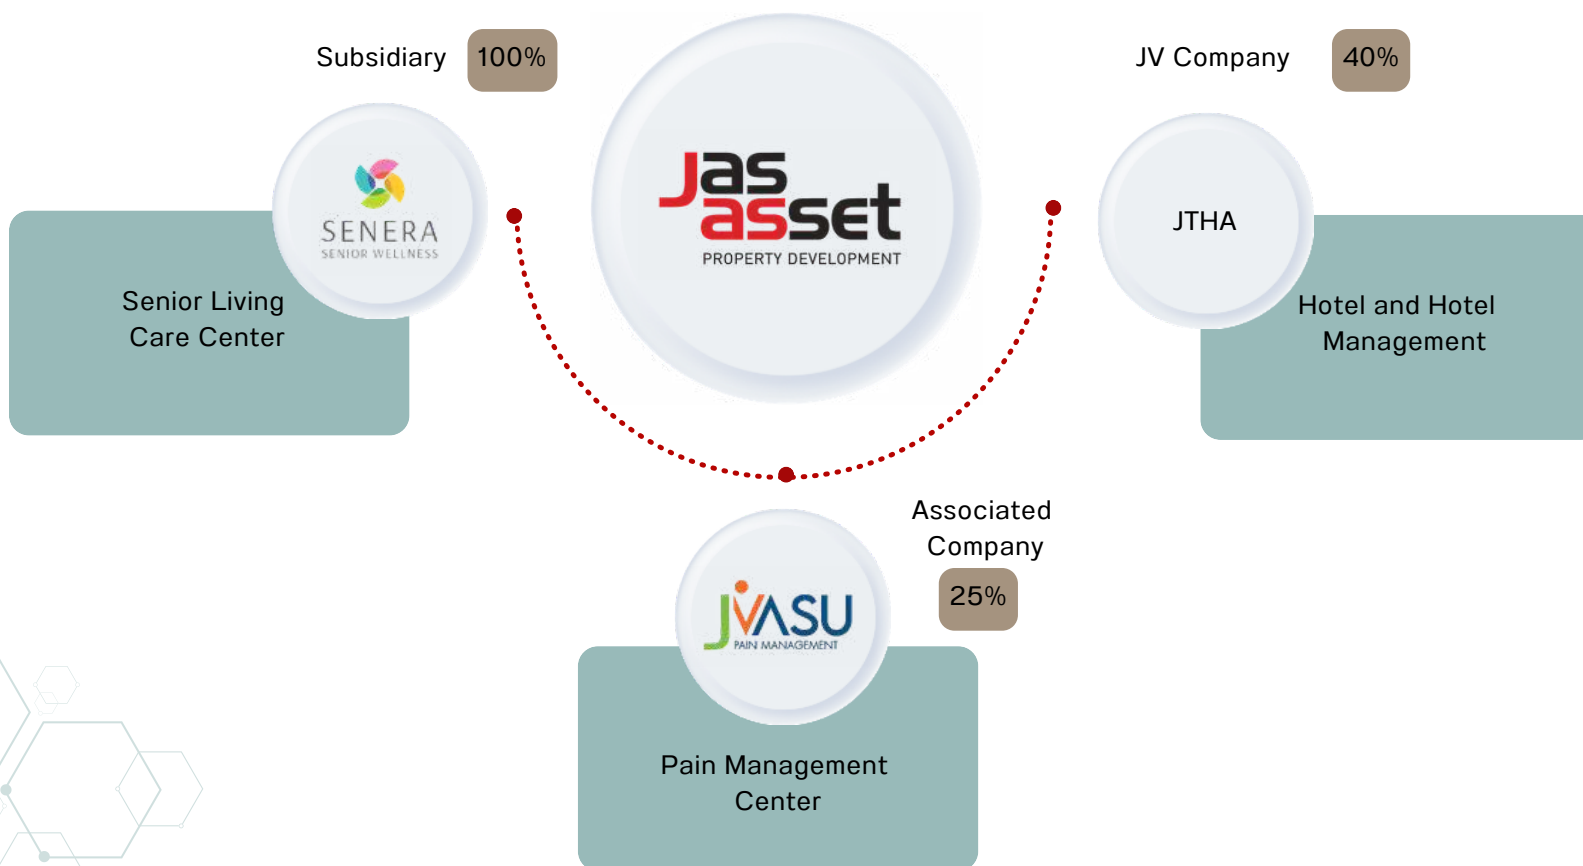 Subsidiary 100%
SENERA
SENIOR WELLNESS
Senior Living
Care Center
Jas
asset
PROPERTY DEVELOPMENT
JV Company 40%
JTHA
Hotel and Hotel
Management
Associated
Company
25%
JVASU
PAIN MANAGEMENT
Pain Management
Center